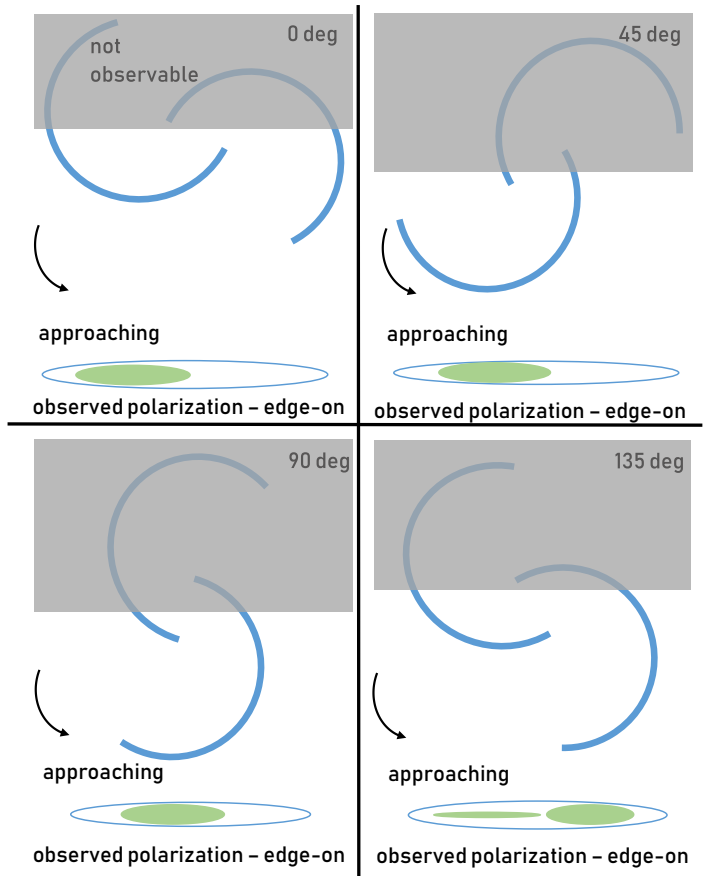 not
observable
0 deg
approaching
observed polarization – edge-on
45 deg
approaching
observed polarization – edge-on
90 deg
approaching
observed polarization – edge-on
135 deg
approaching
observed polarization – edge-on